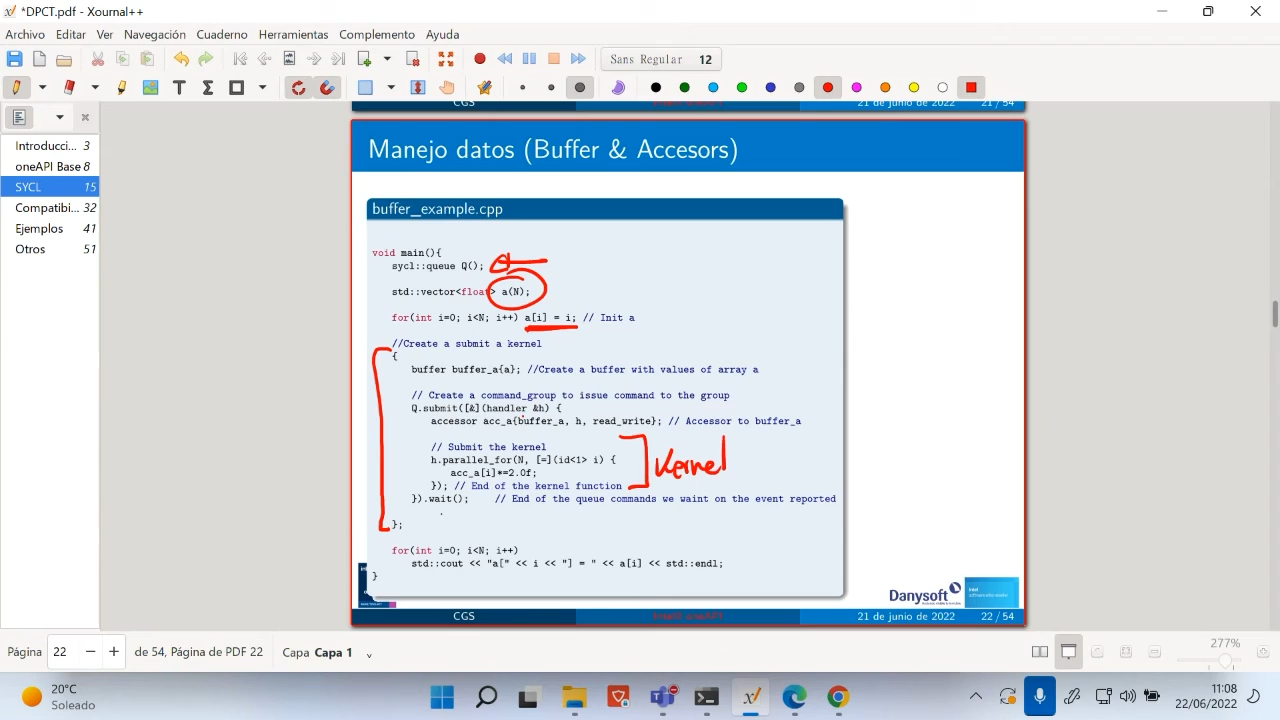 *DPCT.pdf - Xournal++
Archivo Editar Ver Navegación Cuaderno Herramientas Complemento Ayuda
Sans Regular 12
Introducci... 3
oneAPI Base 8
SYCL 15
Compatibi... 32
Ejemplos 41
Otros 51
CGS 21 de junio de 2022 21 / 54
Manejo datos (Buffer & Accesors)
buffer_example.cpp
void main(){
sycl::queue Q();
std::vector<float> a(N);
for(int i=0; i<N; i++) a[i] = i; // Init a
//Create a submit a kernel
{
buffer buffer_a{a}; //Create a buffer with values of array a
// Create a command_group to issue command to the group
Q.submit([&](handler &h) {
accessor acc_a{buffer_a, h, read_write}; // Accessor to buffer_a
// Submit the kernel
h.parallel_for(N, [=](id<1> i) {
acc_a[i]*=2.0f;
}); // End of the kernel function
Kernel
}).wait(); // End of the queue commands we waint on the event reported
.
};
for(int i=0; i<N; i++)
std::cout << "a[" << i << "] = " << a[i] << std::endl;
}
Danysoft
CGS 21 de junio de 2022 22 / 54
Página 22 de 54, Página de PDF 22 Capa Capa 1 277%
20°C
Soleado
11:08
22/06/2022